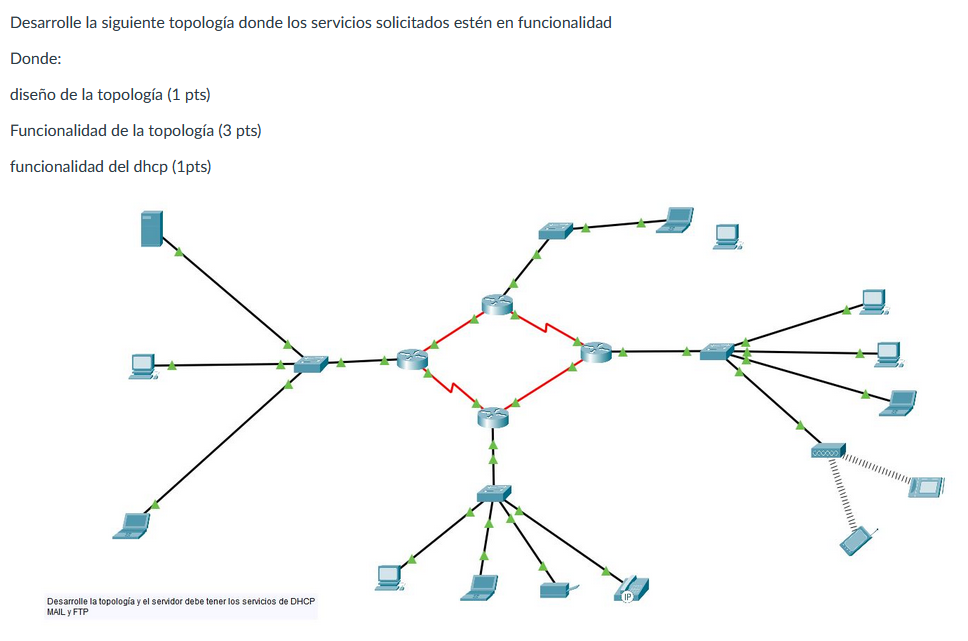 Desarrolle la siguiente topología donde los servicios solicitados estén en funcionalidad
Donde:
diseño de la topología (1 pts)
Funcionalidad de la topología (3 pts)
funcionalidad del dhcp (1pts)
IP
Desarrolle la topología y el servidor debe tener los servicios de DHCP
MAIL y FTP